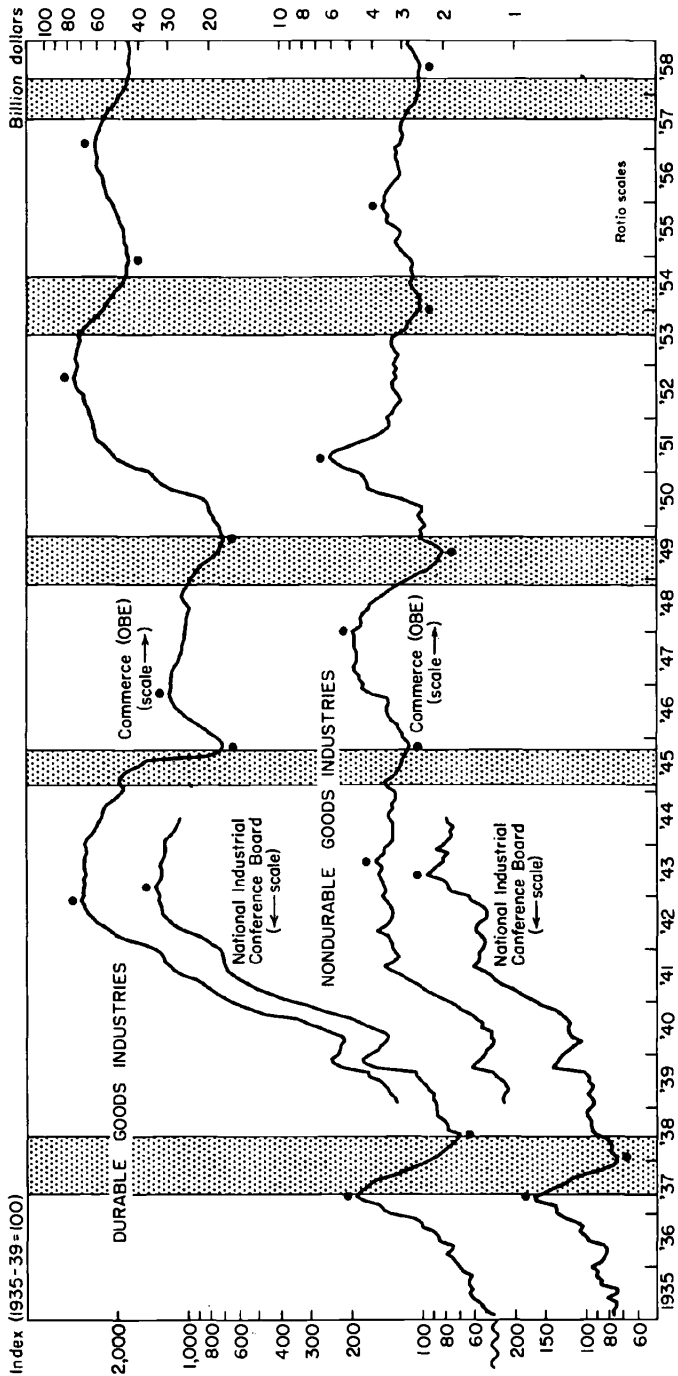 Index (1935-39=100)
Billion dollars
2,000
1,000
800
600
400
300
200
100
80
60
200
150
100
80
60
100
80
60
40
30
20
10
8
6
4
3
2
1
DURABLE GOODS INDUSTRIES
Commerce (OBE)
(scale→)
National Industrial
Conference Board
(←scale)
NONDURABLE GOODS INDUSTRIES
Commerce (OBE)
(scale→)
National Industrial
Conference Board
(←scale)
Ratio scales
1935 '36 '37 '38 '39 '40 '41 '42 '43 '44 '45 '46 '47 '48 '49 '50 '51 '52 '53 '54 '55 '56 '57 '58